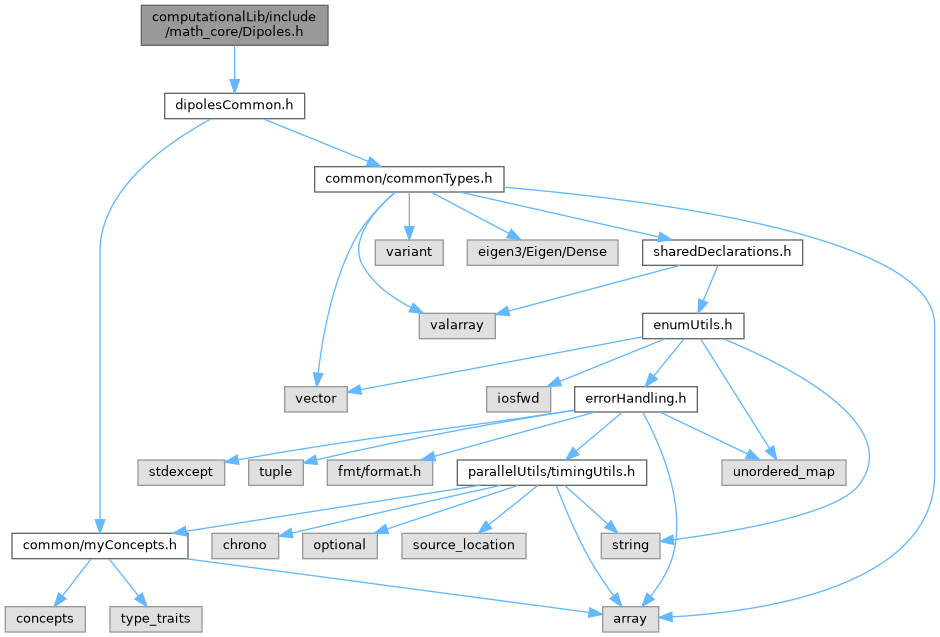 computationalLib/include
/math_core/Dipoles.h
dipolesCommon.h
common/commonTypes.h
variant
eigen3/Eigen/Dense
sharedDeclarations.h
valarray
enumUtils.h
vector
iosfwd
errorHandling.h
stdexcept
tuple
fmt/format.h
parallelUtils/timingUtils.h
unordered_map
common/myConcepts.h
chrono
optional
source_location
string
concepts
type_traits
array